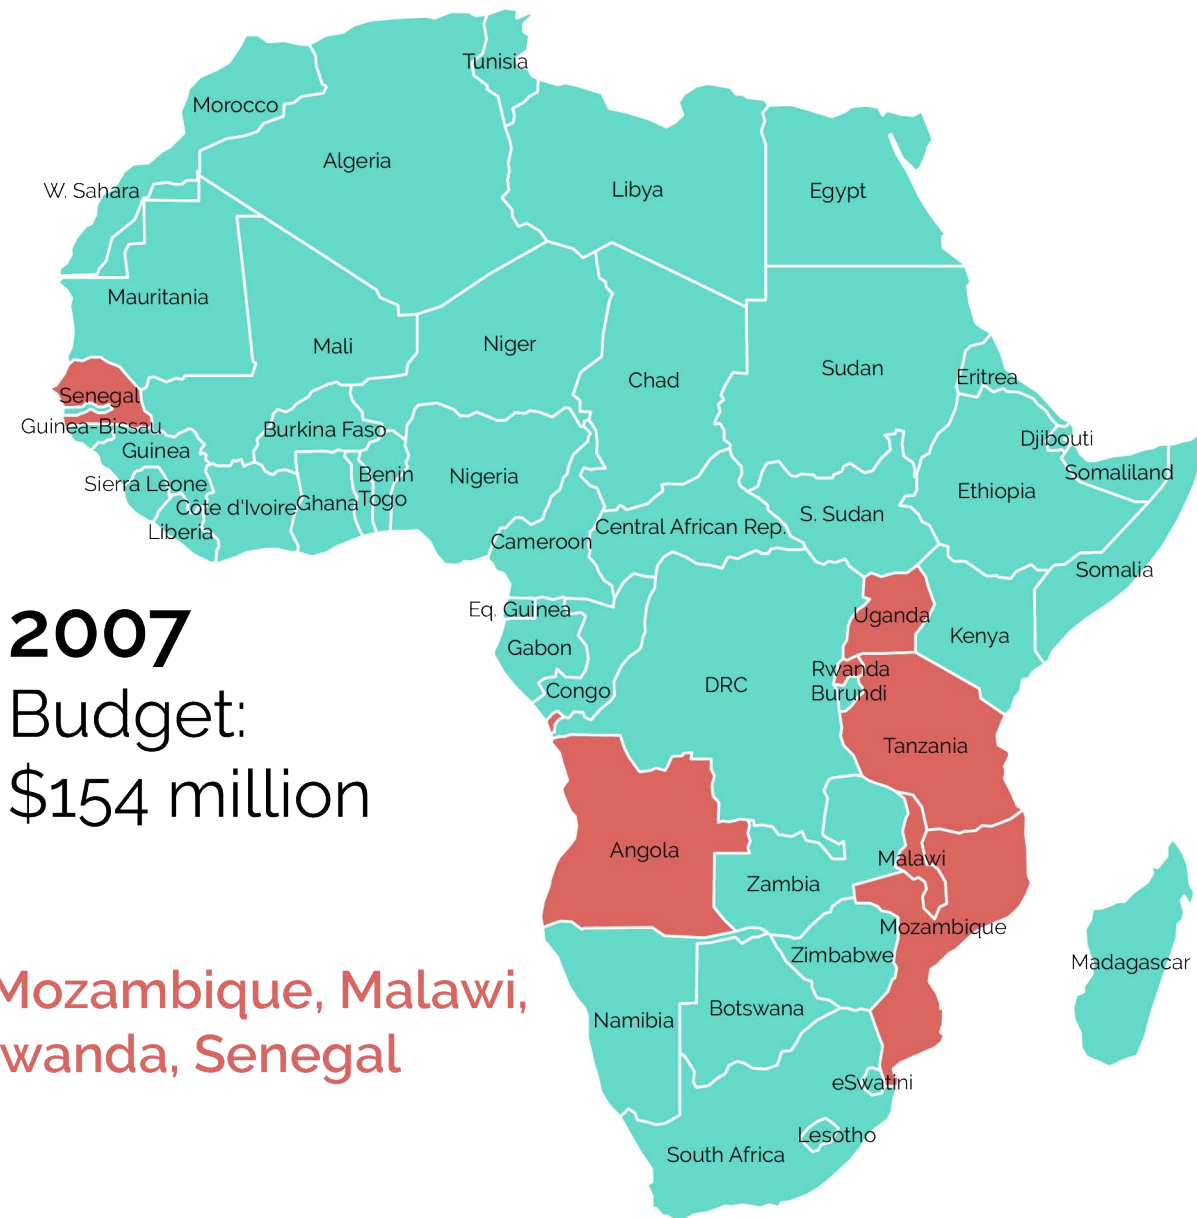 Tunisia
Morocco
Algeria
W. Sahara
Libya
Egypt
Mauritania
Mali
Niger
Chad
Sudan
Eritrea
Senegal
Guinea-Bissau
Burkina Faso
Djibouti
Guinea
Somaliland
Sierra Leone
Benin
Nigeria
Ethiopia
Côte d'Ivoire
Ghana
Togo
S. Sudan
Liberia
Central African Rep.
Cameroon
Somalia
Eq. Guinea
Uganda
Kenya
Gabon
Rwanda
Congo
DRC
Burundi
Tanzania
2007
Budget:
$154 million
Angola
Malawi
Zambia
Mozambique
Zimbabwe
Madagascar
Botswana
Namibia
Mozambique, Malawi,
wanda, Senegal
eSwatini
Lesotho
South Africa